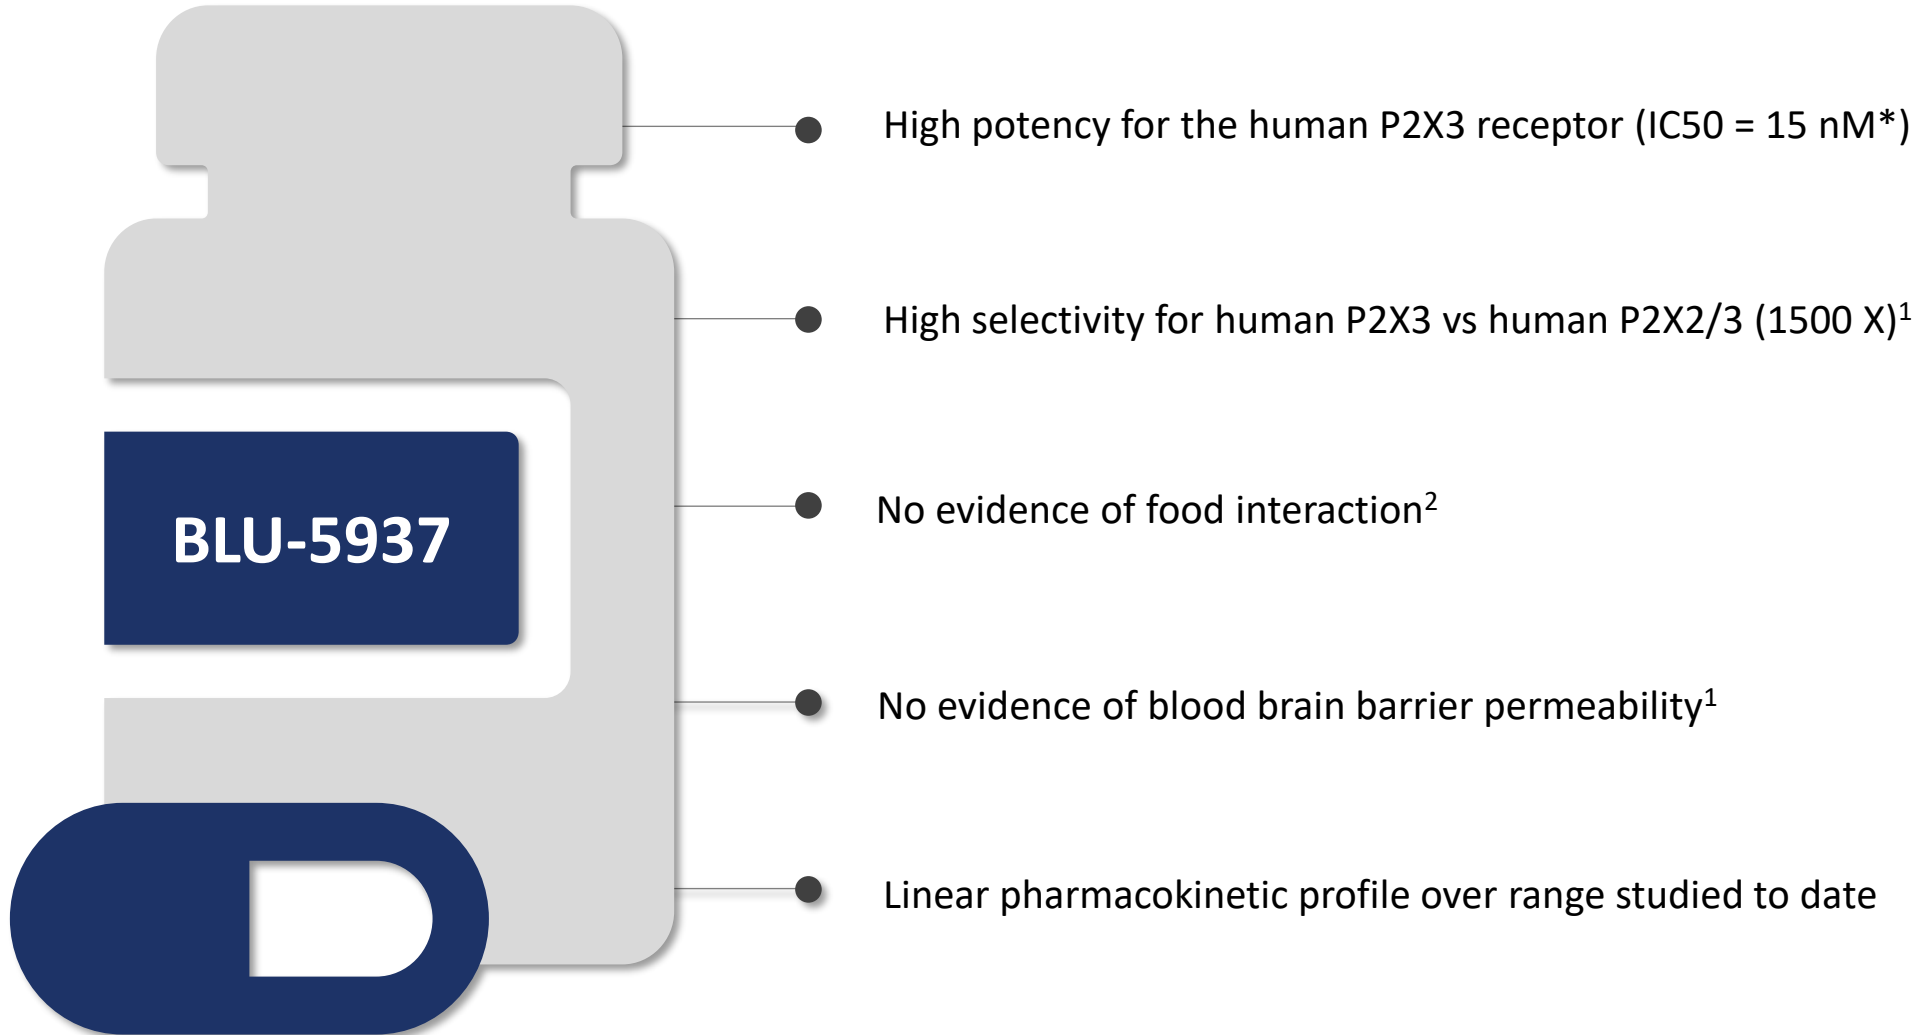 High potency for the human P2X3 receptor (IC50 = 15 nM*)
High selectivity for human P2X3 vs human P2X2/3 (1500 X)¹
No evidence of food interaction²
BLU-5937
No evidence of blood brain barrier permeability¹
Linear pharmacokinetic profile over range studied to date